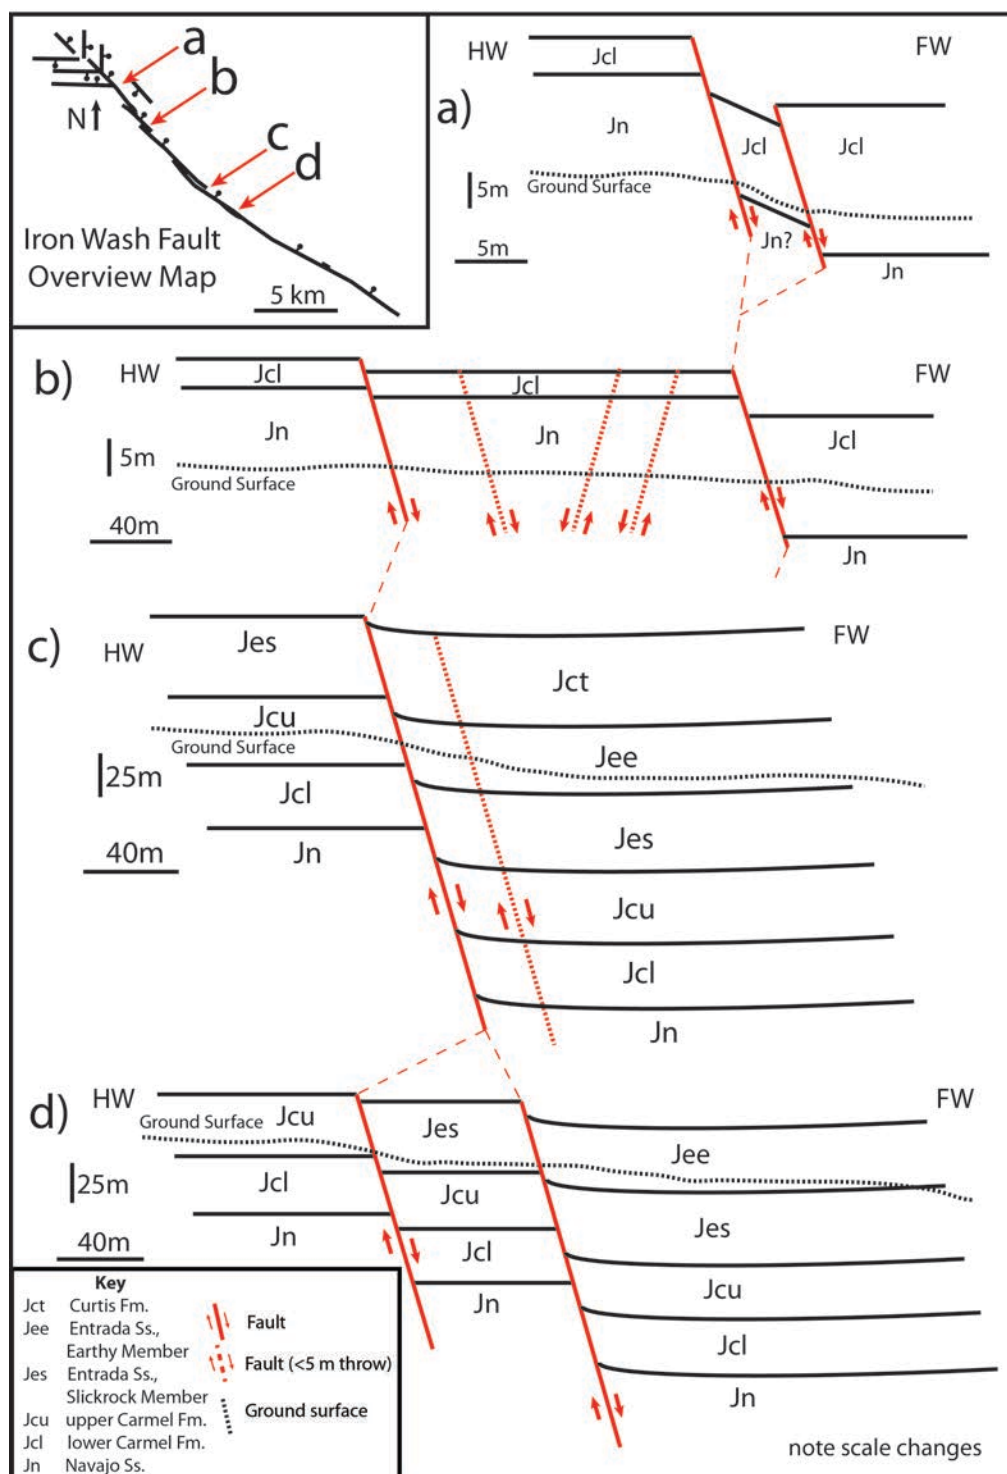 a
b
N
c
d
Iron Wash Fault
Overview Map
5 km
a)
HW
FW
Jcl
Jn
Jcl
Jcl
5m
Ground Surface
5m
Jn?
Jn
b)
HW
FW
Jcl
Jcl
Jn
Jn
Jcl
5m
Ground Surface
40m
Jn
c)
HW
FW
Jes
Jct
Jcu
Ground Surface
Jee
25m
Jcl
Jes
40m
Jn
Jcu
Jcl
Jn
d)
HW
FW
Ground Surface
Jcu
Jes
Jee
25m
Jcl
Jcu
Jes
40m
Jn
Jcl
Jcu
Jn
Jcl
Jn
Key
Jct Curtis Fm.
Jee Entrada Ss.,
Earthy Member
Jes Entrada Ss.,
Slickrock Member
Jcu upper Carmel Fm.
Jcl lower Carmel Fm.
Jn Navajo Ss.
Fault
Fault (<5 m throw)
Ground surface
note scale changes